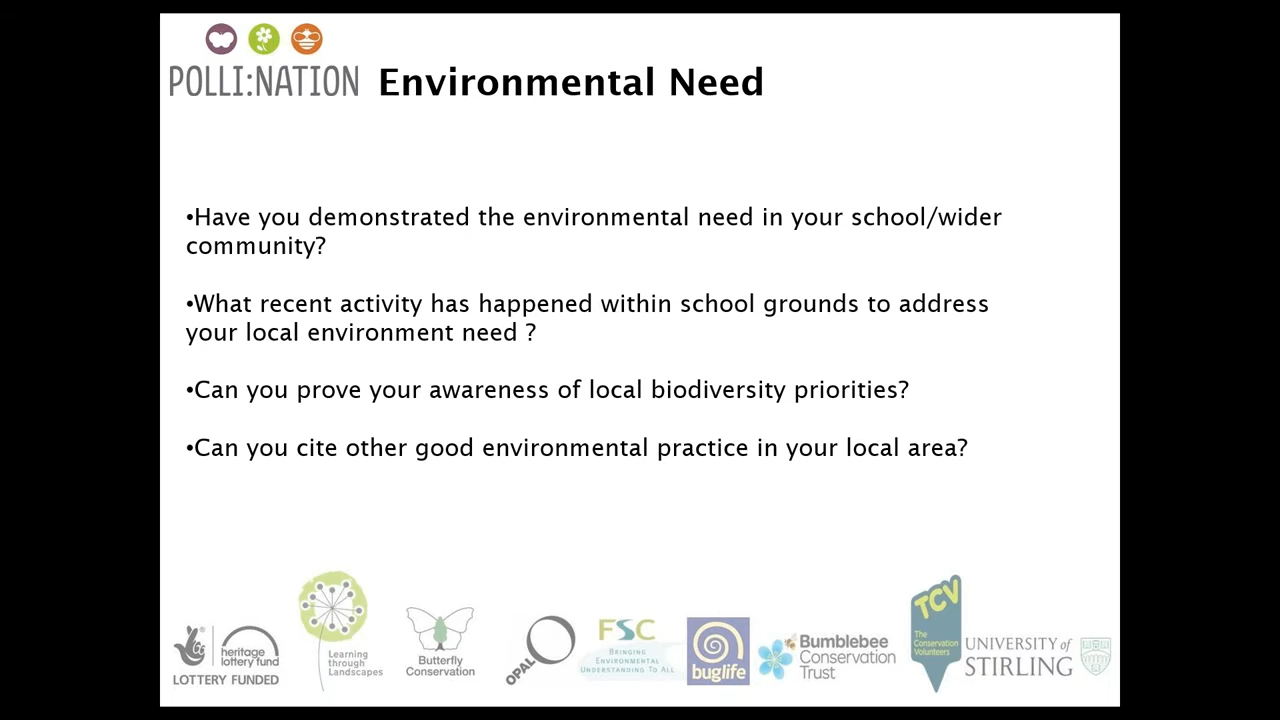 POLLI:NATION Environmental Need
•Have you demonstrated the environmental need in your school/wider
community?
•What recent activity has happened within school grounds to address
your local environment need ?
•Can you prove your awareness of local biodiversity priorities?
•Can you cite other good environmental practice in your local area?
heritage
lottery fund
LOTTERY FUNDED
Learning
through
Landscapes
Butterfly
Conservation
OPAL
FSC
BRINGING
ENVIRONMENTAL
UNDERSTANDING TO ALL
buglife
Bumblebee
Conservation
Trust
TCV
The
Conservation
Volunteers
UNIVERSITY of
STIRLING